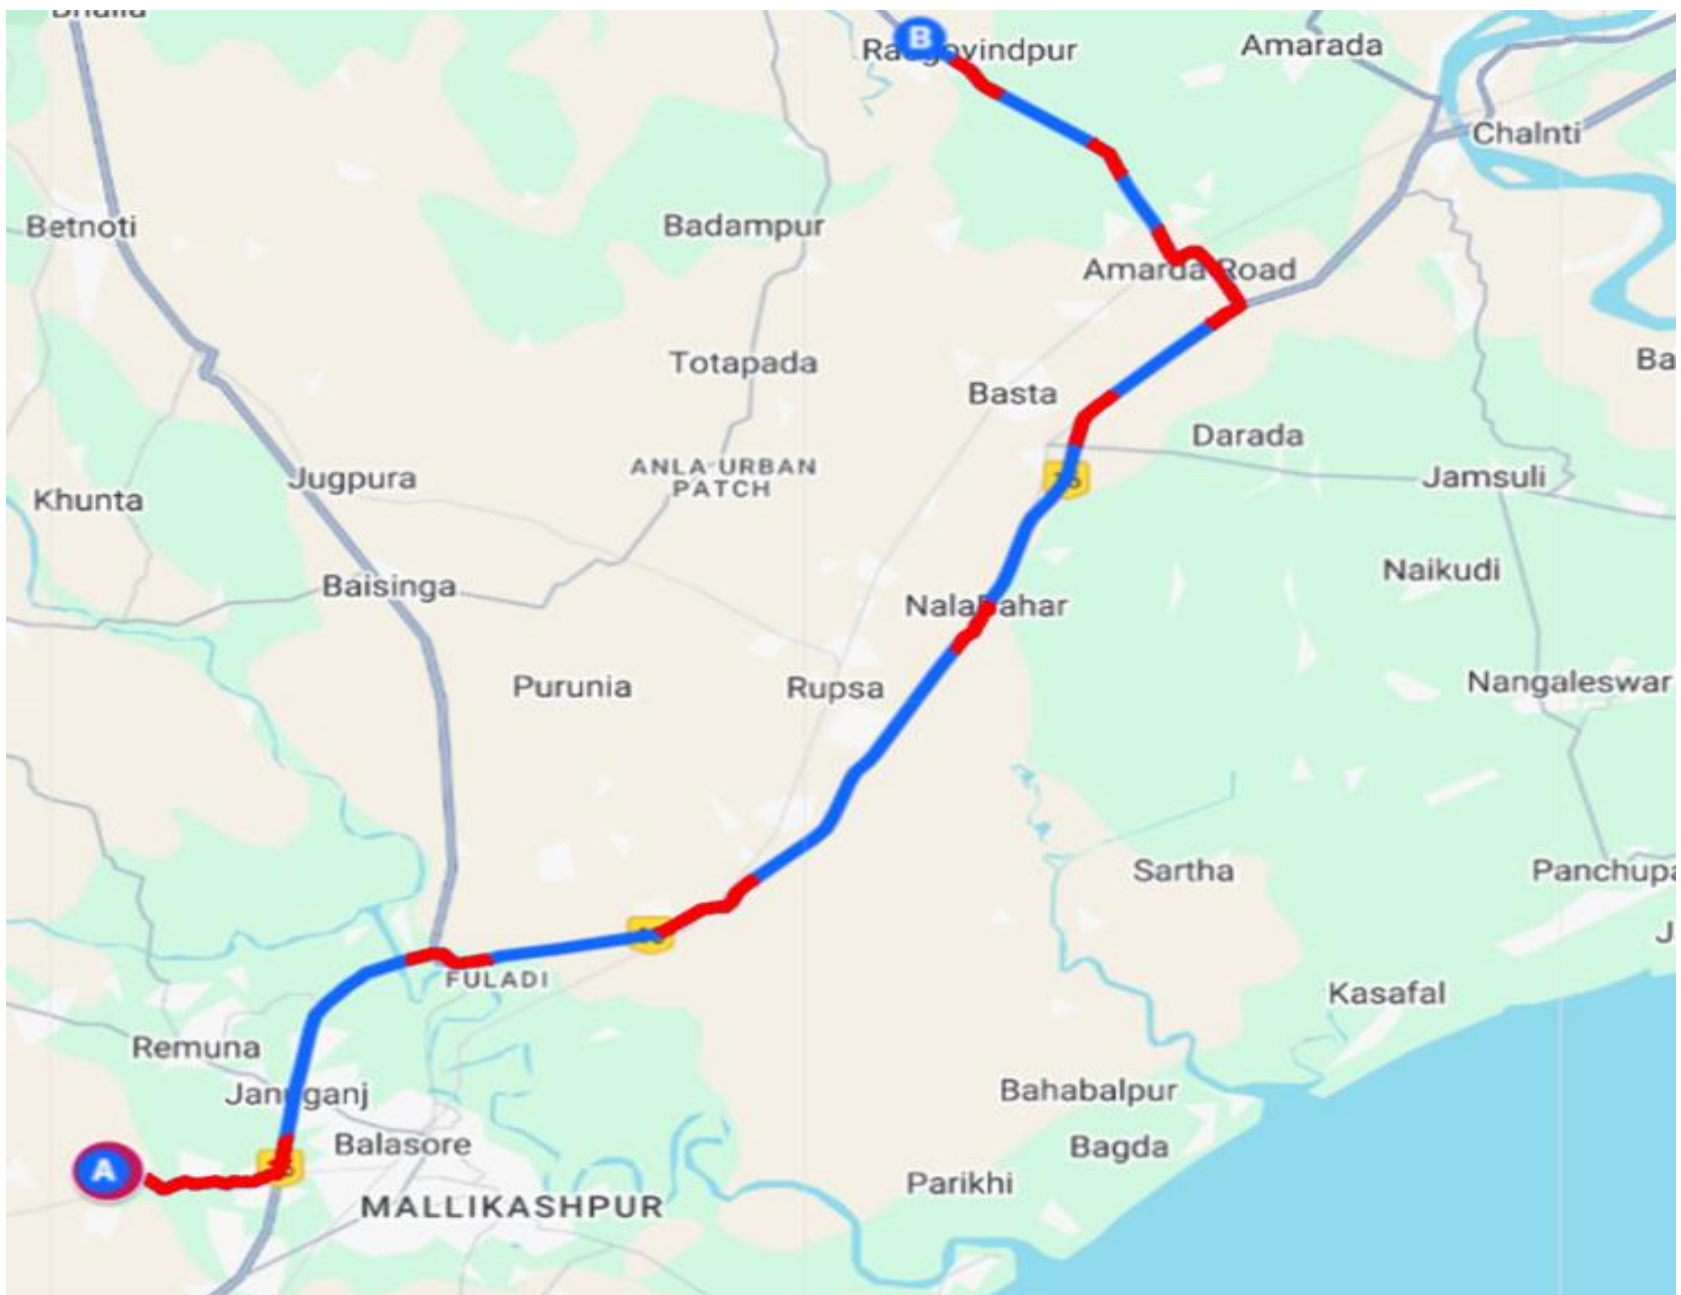 B
Amarada
Chalnti
Betnoti
Badampur
Amarda Road
Totapada
Ba
Basta
Darada
ANLA URBAN
PATCH
Jugpura
Jamsuli
Khunta
Naikudi
Baisinga
Purunia
Rupsa
Nangaleswar
Sartha
FULADI
Kasafal
Remuna
Bahabalpur
Balasore
Bagda
A
Parikhi
MALLIKASHPUR